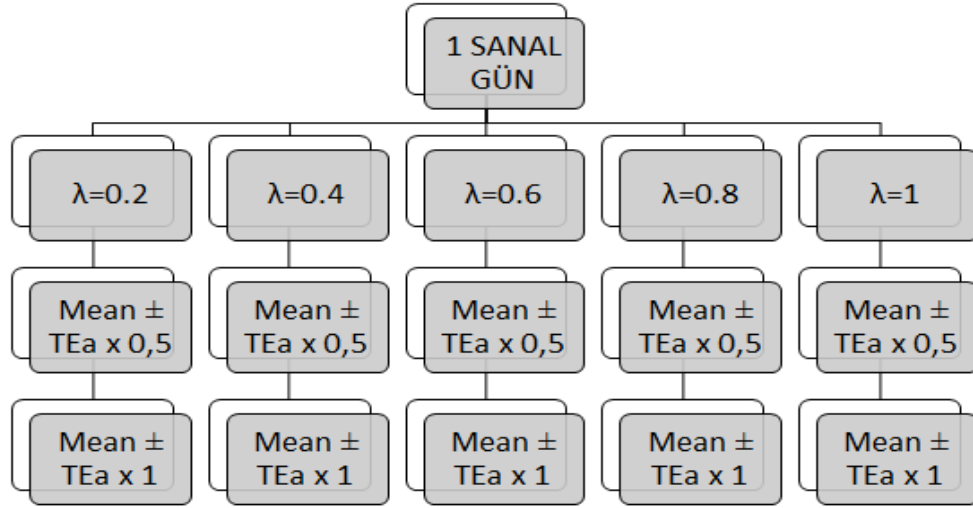 1 SANAL
GÜN
λ=0.2
λ=0.4
λ=0.6
λ=0.8
λ=1
Mean ±
TEa x 0,5
Mean ±
TEa x 0,5
Mean ±
TEa x 0,5
Mean ±
TEa x 0,5
Mean ±
TEa x 0,5
Mean ±
TEa x 1
Mean ±
TEa x 1
Mean ±
TEa x 1
Mean ±
TEa x 1
Mean ±
TEa x 1